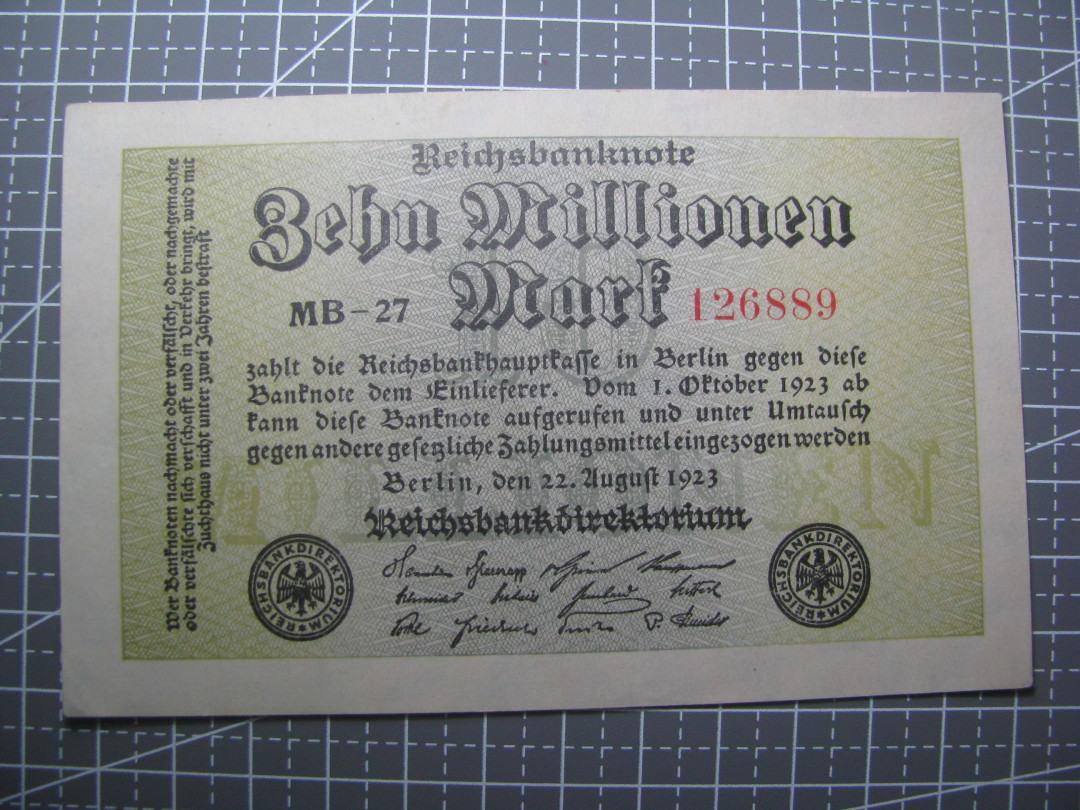 Reichsbanknote
Zehn Millionen
Mark
MB-27
126889
zahlt die Reichsbankhauptkasse in Berlin gegen diese
Banknote dem Einlieferer. Vom 1. Oktober 1923 ab
kann diese Banknote aufgerufen und unter Umtausch
gegen andere gesetzliche Zahlungsmittel eingezogen werden
Berlin, den 22. August 1923
Reichsbankdirektorium
REICHSBANKDIREKTORIUM
REICHSBANKDIREKTORIUM
Wer Banknoten nachmacht oder verfälscht, oder nachgemachte
oder verfälschte sich verschafft und in Verkehr bringt, wird mit
Zuchthaus nicht unter zwei Jahren bestraft